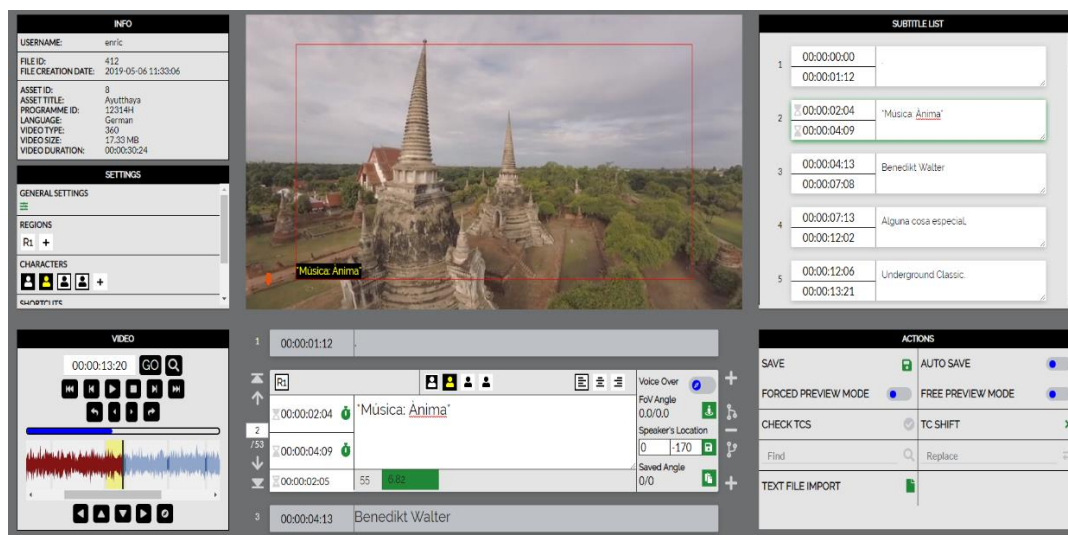 INFO
USERNAME: enric
FILE ID: 412
FILE CREATION DATE: 2019-05-06 11:33:06
ASSET ID: 8
ASSET TITLE: Ayutthaya
PROGRAMME ID: 12314H
LANGUAGE: German
VIDEO TYPE: 360
VIDEO SIZE: 17.33 MB
VIDEO DURATION: 00:00:30:24
SETTINGS
GENERAL SETTINGS
REGIONS
R1 +
CHARACTERS
+
SHORTCUTS
"Música: Ànima"
SUBTITLE LIST
1 00:00:00:00 .
00:00:01:12
2 00:00:02:04 "Música: Ànima"
00:00:04:09
3 00:00:04:13 Benedikt Walter
00:00:07:08
4 00:00:07:13 Alguna cosa especial.
00:00:12:02
5 00:00:12:06 Underground Classic.
00:00:13:21
VIDEO
00:00:13:20 GO
1 00:00:01:12 .
R1
Voice Over
FoV Angle
0.0/0.0
Speaker's Location
0 -170
Saved Angle
0/0
2
/53
00:00:02:04 "Música: Ànima"
00:00:04:09
00:00:02:05 55 5.82
3 00:00:04:13 Benedikt Walter
ACTIONS
SAVE AUTO SAVE
FORCED PREVIEW MODE FREE PREVIEW MODE
CHECK TCS TC SHIFT
Find Replace
TEXT FILE IMPORT